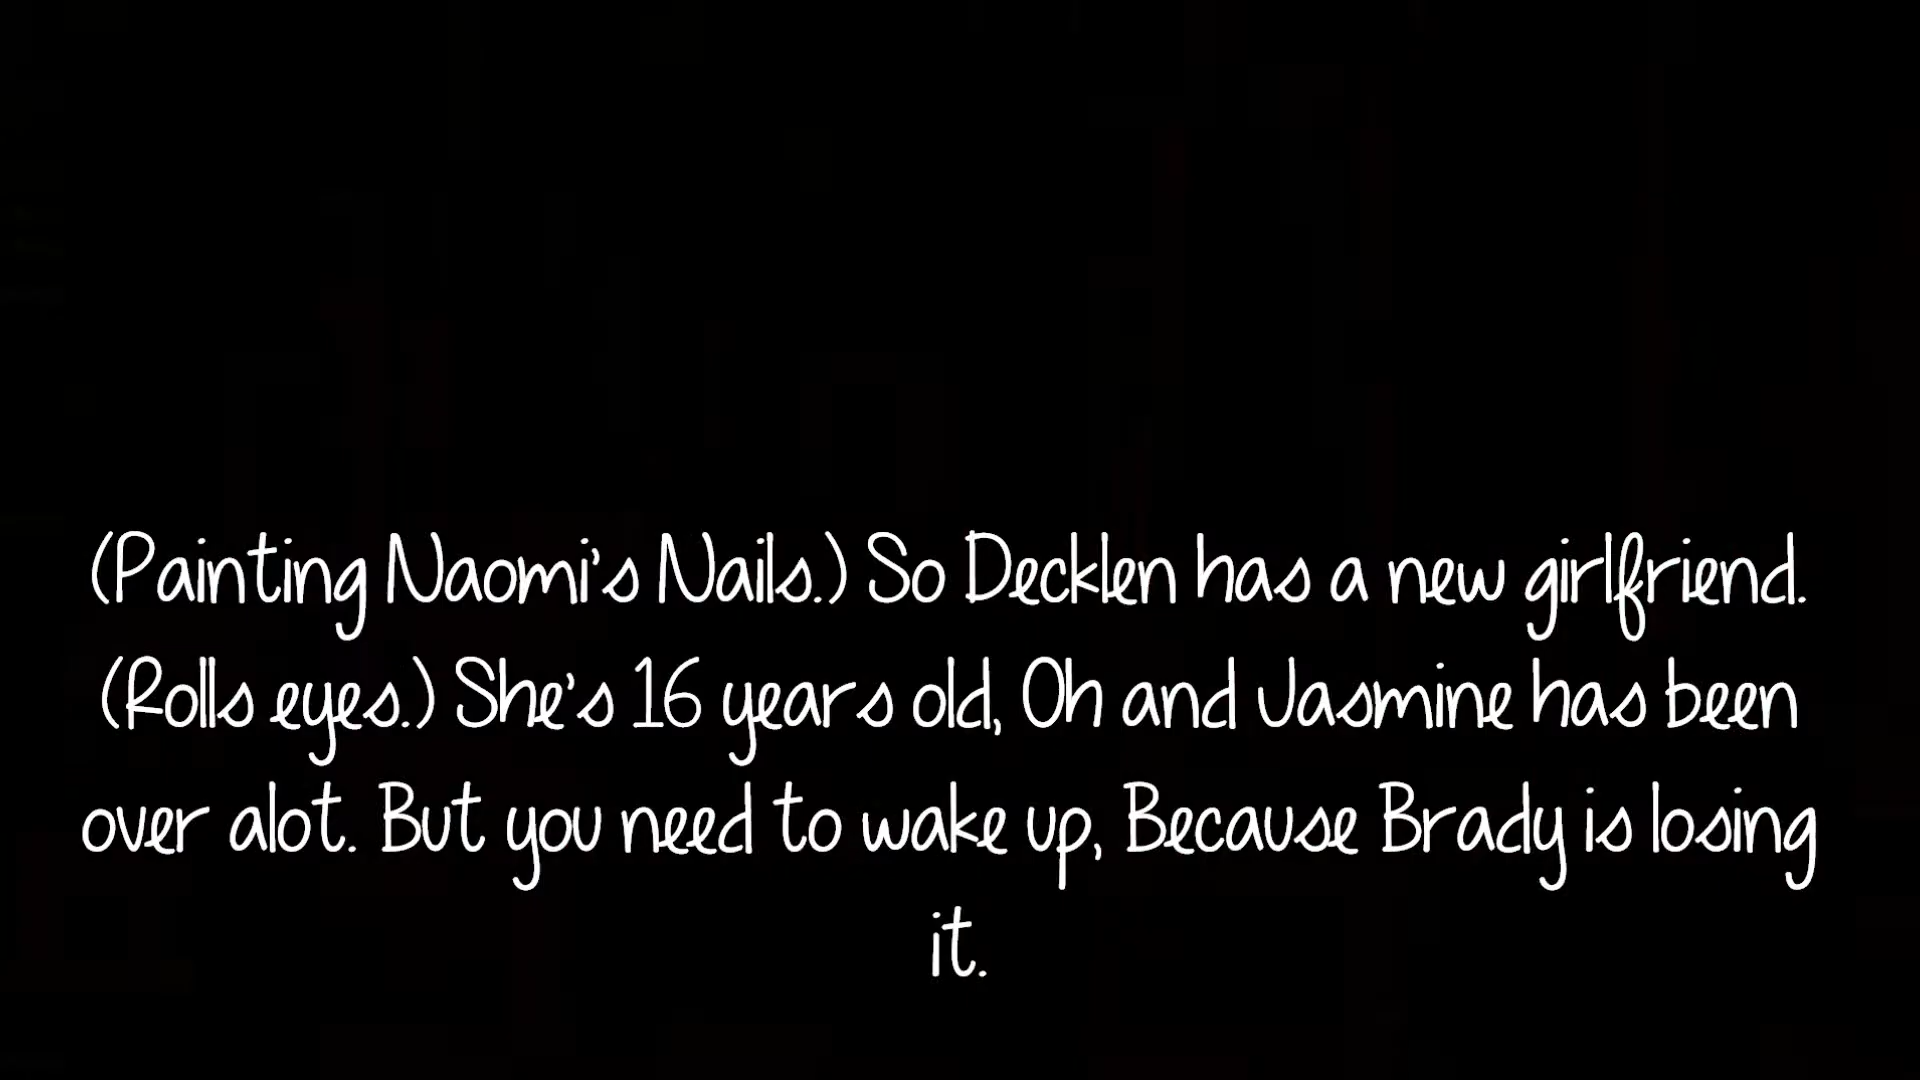 (Painting Naomi's Nails.) So Decklen has a new girlfriend.
(Rolls eyes.) She's 16 years old, Oh and Jasmine has been
over alot. But you need to wake up, Because Brady is losing
it.